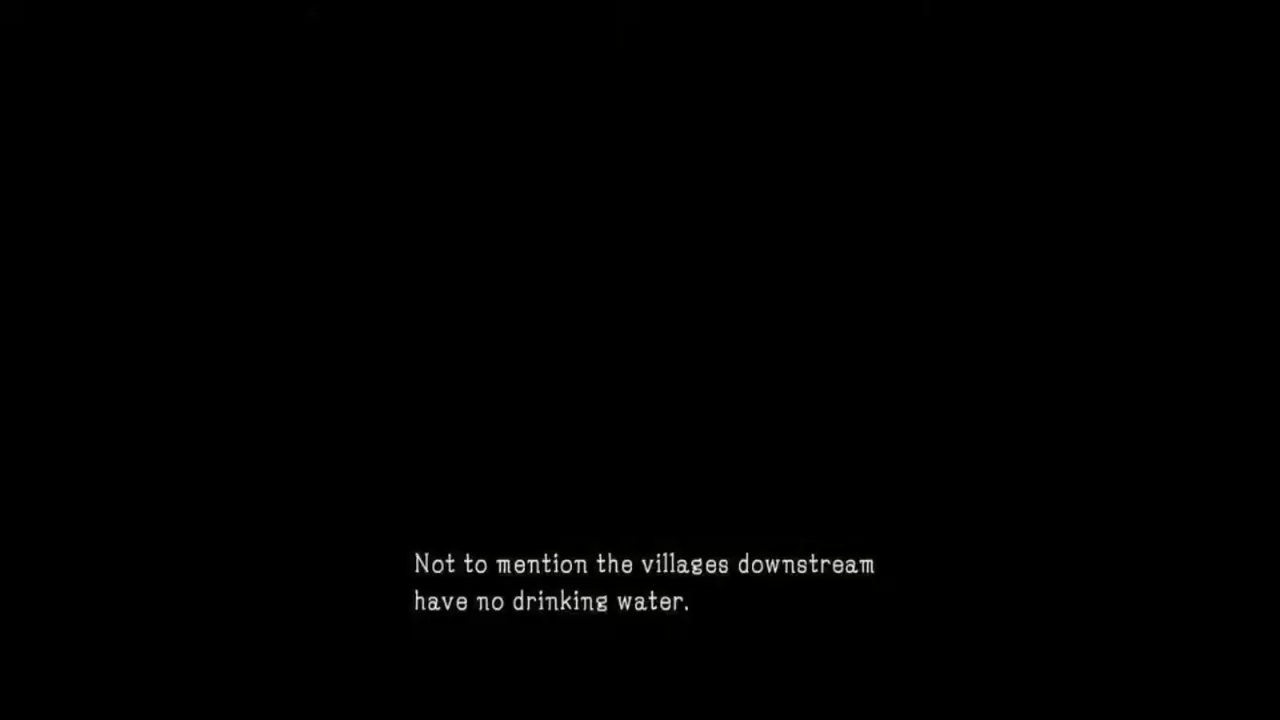 Not to mention the villages downstream
have no drinking water.